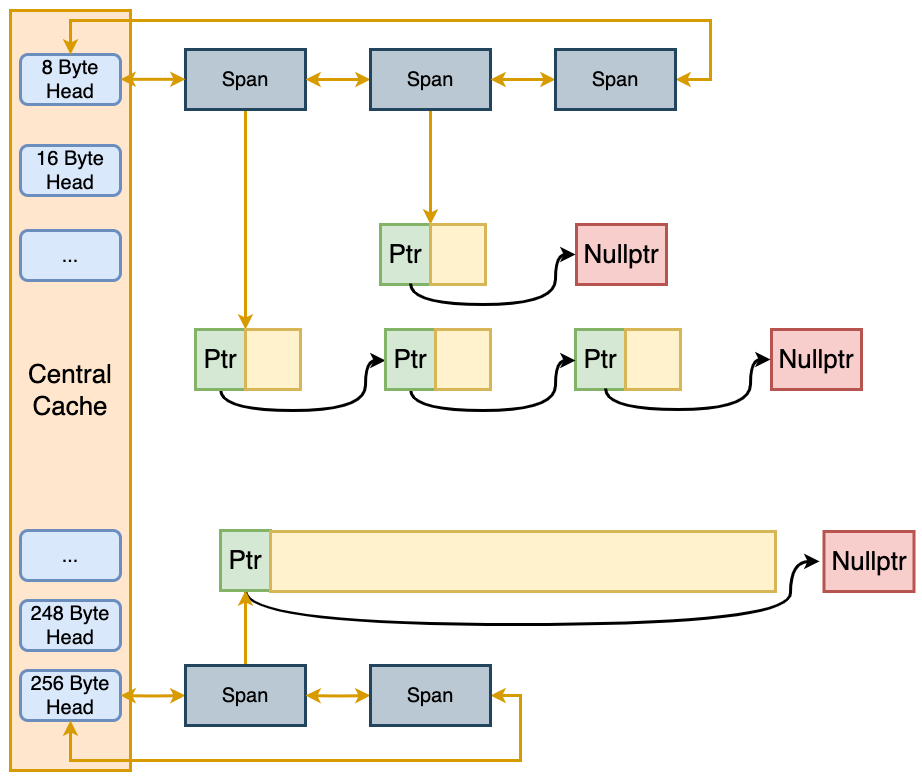 8 Byte
Head
Span
Span
Span
16 Byte
Head
...
Ptr
Nullptr
Central
Cache
Ptr
Ptr
Ptr
Nullptr
...
Ptr
Nullptr
248 Byte
Head
256 Byte
Head
Span
Span